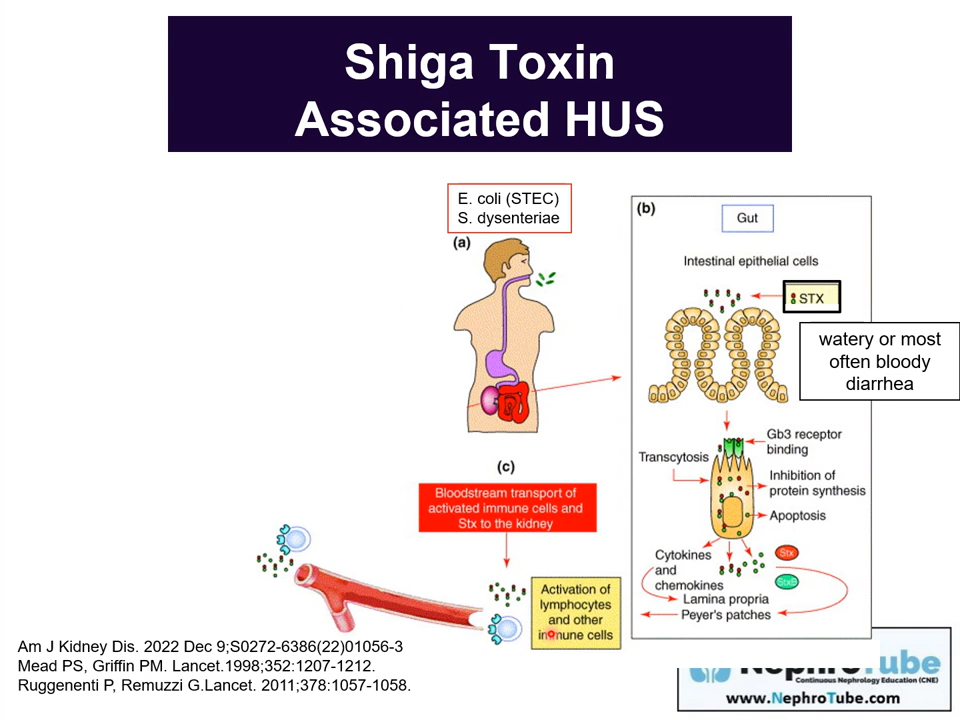 Shiga Toxin
Associated HUS
E. coli (STEC)
S. dysenteriae
(a)
(b)
Gut
Intestinal epithelial cells
STX
watery or most
often bloody
diarrhea
Gb3 receptor
binding
Transcytosis
Inhibition of
protein synthesis
Apoptosis
Cytokines
and
chemokines
Stx
StxB
Lamina propria
Peyer's patches
(c)
Bloodstream transport of
activated immune cells and
Stx to the kidney
Activation of
lymphocytes
and other
immune cells
Am J Kidney Dis. 2022 Dec 9;S0272-6386(22)01056-3
Mead PS, Griffin PM. Lancet.1998;352:1207-1212.
Ruggenenti P, Remuzzi G.Lancet. 2011;378:1057-1058.
NephroTube
Continuous Nephrology Education (CNE)
www.NephroTube.com